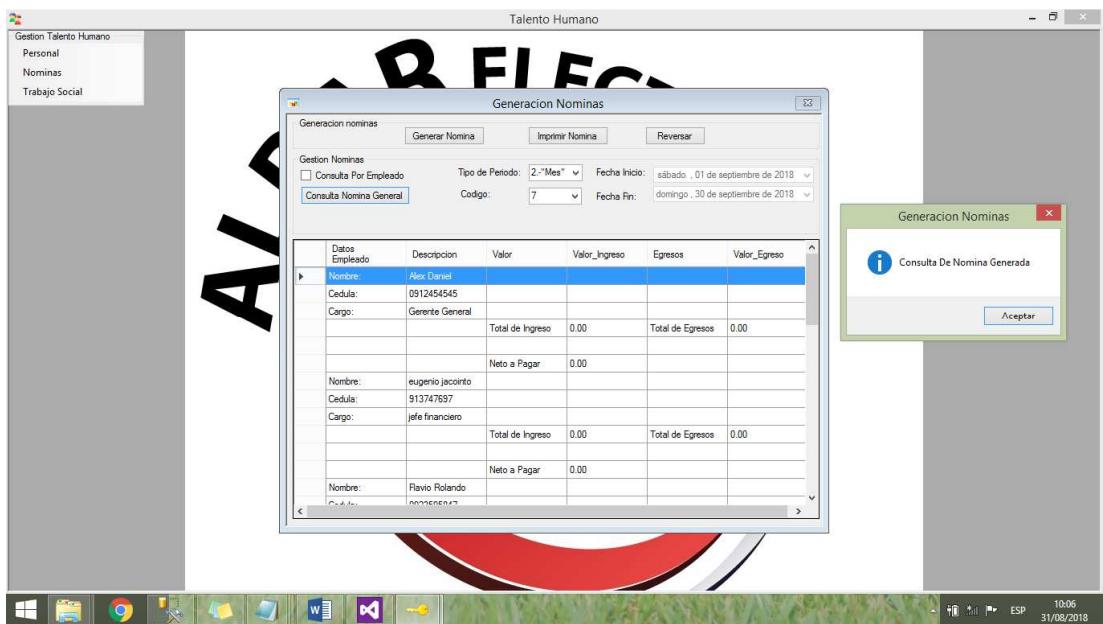 Talento Humano
Gestion Talento Humano
Personal
Nominas
Trabajo Social
Generacion Nominas
Generacion nominas
Generar Nomina Imprimir Nomina Reversar
Gestion Nominas
Consulta Por Empleado Tipo de Periodo: 2.-"Mes" Fecha Inicio: sábado , 01 de septiembre de 2018
Consulta Nomina General Codigo: 7 Fecha Fin: domingo , 30 de septiembre de 2018
Datos Empleado Descripcion Valor Valor_Ingreso Egresos Valor_Egreso
Nombre: Alex Daniel
Cedula: 0912454545
Cargo: Gerente General
Total de Ingreso 0.00 Total de Egresos 0.00
Neto a Pagar 0.00
Nombre: eugenio jacointo
Cedula: 913747697
Cargo: jefe financiero
Total de Ingreso 0.00 Total de Egresos 0.00
Neto a Pagar 0.00
Nombre: Flavio Rolando
Generacion Nominas
Consulta De Nomina Generada
Aceptar
ESP
10:06
31/08/2018